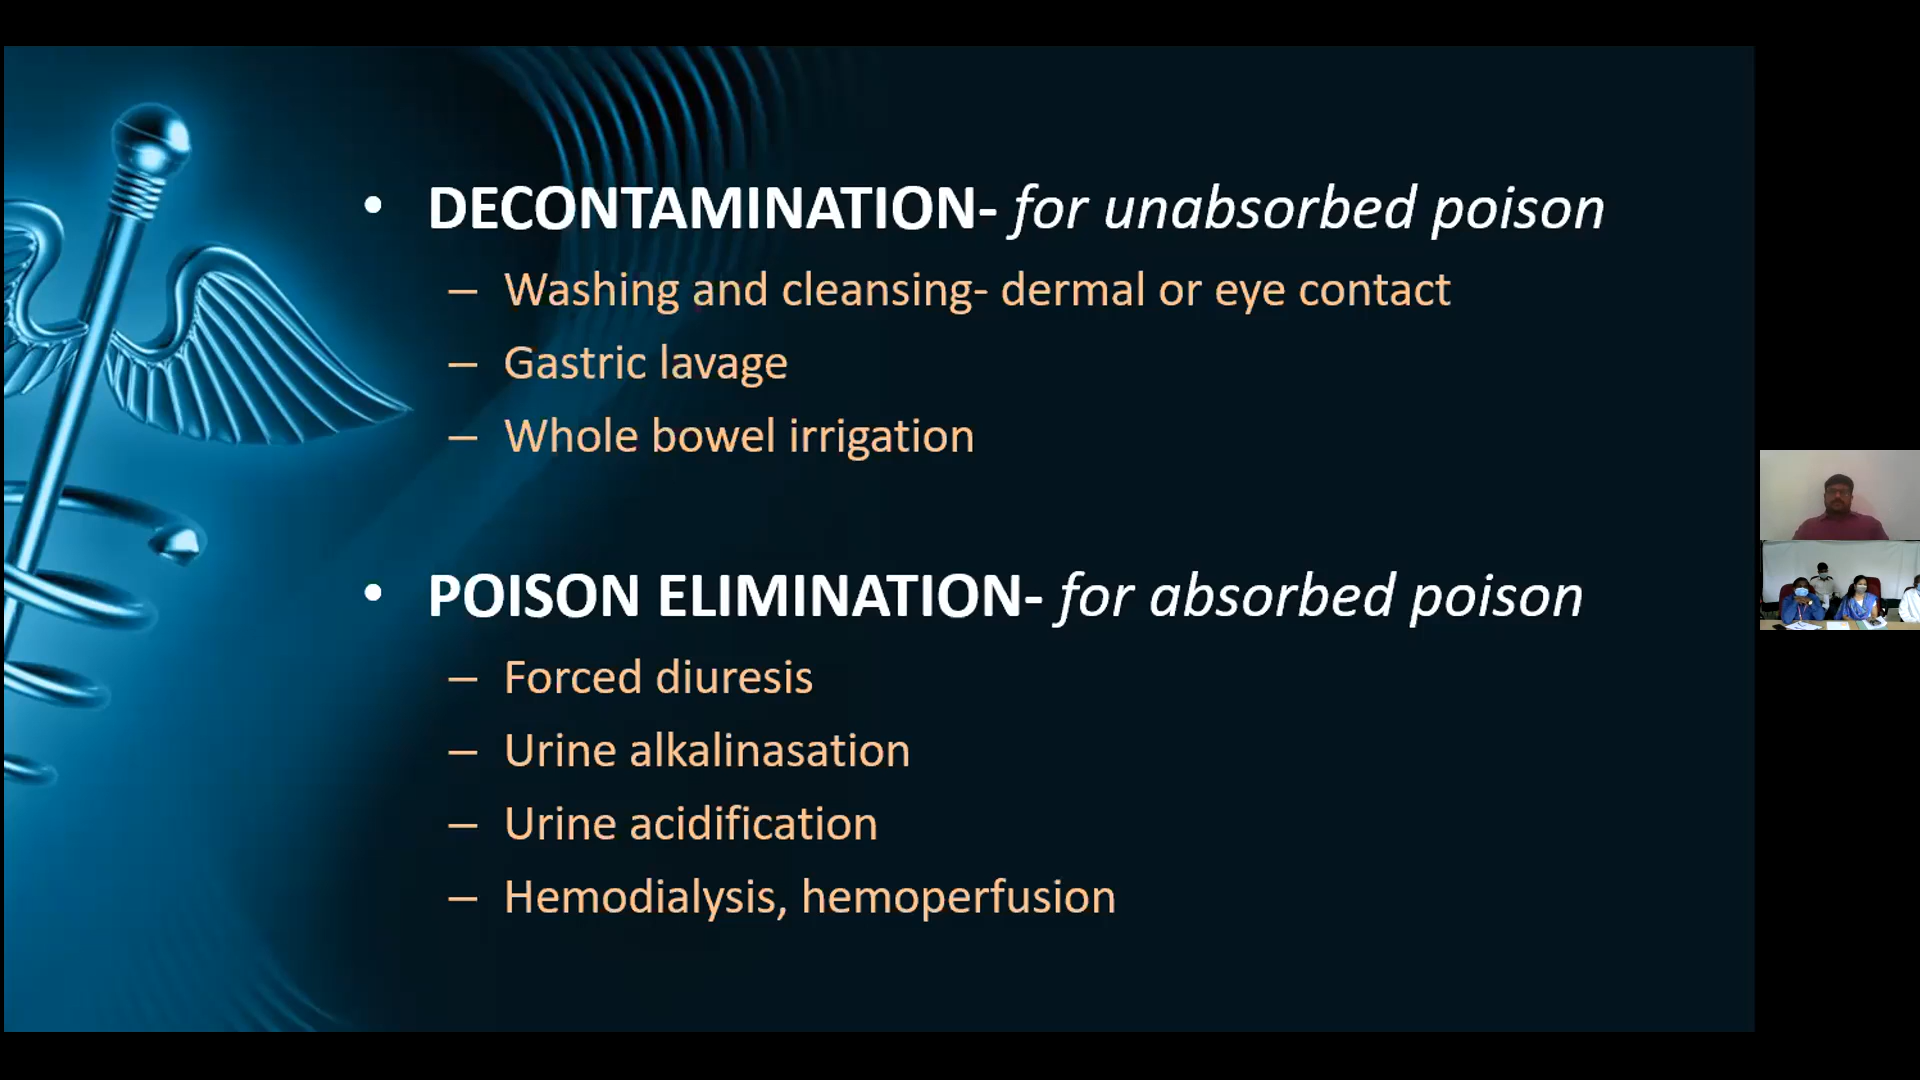 • DECONTAMINATION- for unabsorbed poison
– Washing and cleansing- dermal or eye contact
– Gastric lavage
– Whole bowel irrigation
• POISON ELIMINATION- for absorbed poison
– Forced diuresis
– Urine alkalinasation
– Urine acidification
– Hemodialysis, hemoperfusion